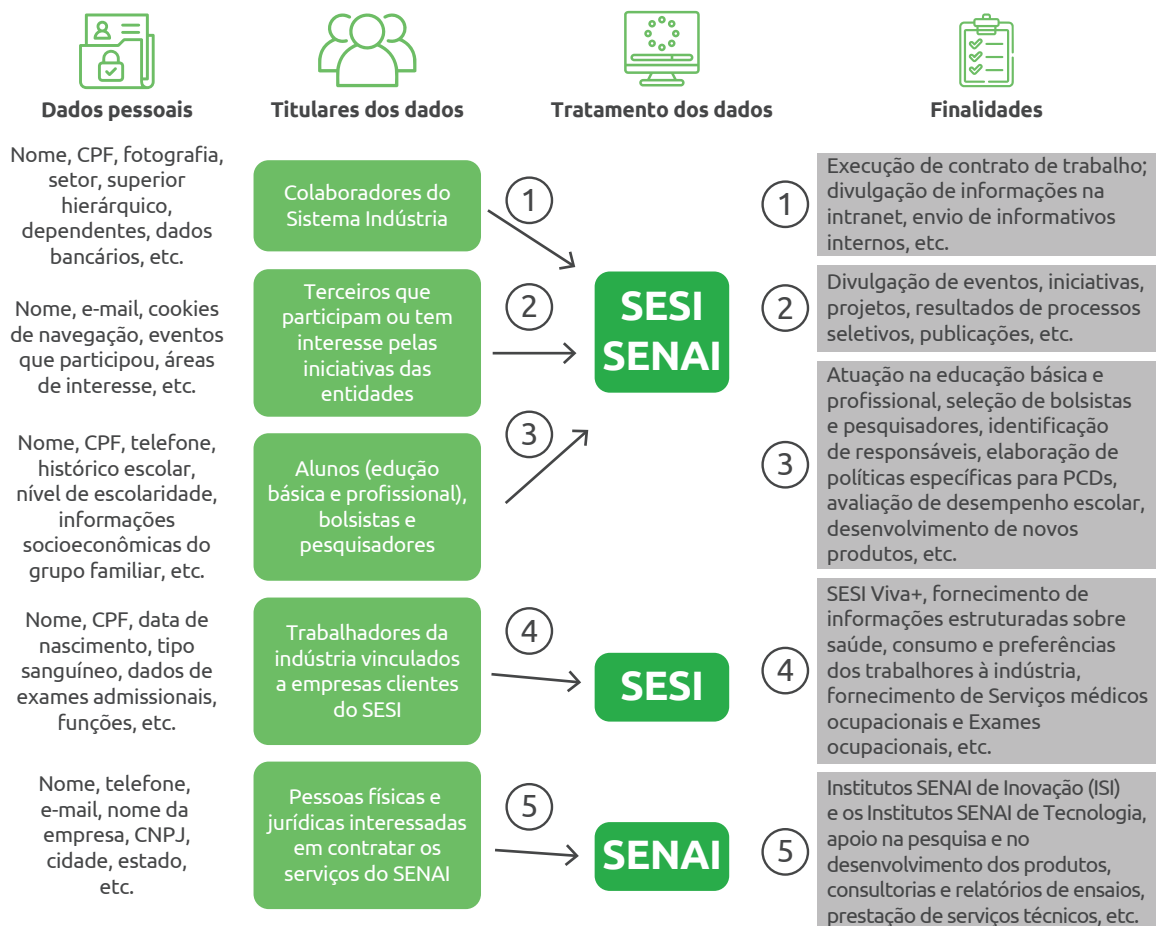 Dados pessoais
Titulares dos dados
Tratamento dos dados
Finalidades
Nome, CPF, fotografia,
setor, superior
hierárquico,
dependentes, dados
bancários, etc.
Colaboradores do
Sistema Indústria
1
1
Execução de contrato de trabalho;
divulgação de informações na
intranet, envio de informativos
internos, etc.
Nome, e-mail, cookies
de navegação, eventos
que participou, áreas
de interesse, etc.
Terceiros que
participam ou tem
interesse pelas
iniciativas das
entidades
2
SESI
SENAI
2
Divulgação de eventos, iniciativas,
projetos, resultados de processos
seletivos, publicações, etc.
Nome, CPF, telefone,
histórico escolar,
nível de escolaridade,
informações
socioeconômicas do
grupo familiar, etc.
Alunos (edução
básica e profissional),
bolsistas e
pesquisadores
3
3
Atuação na educação básica e
profissional, seleção de bolsistas
e pesquisadores, identificação
de responsáveis, elaboração de
políticas específicas para PCDs,
avaliação de desempenho escolar,
desenvolvimento de novos
produtos, etc.
Nome, CPF, data de
nascimento, tipo
sanguíneo, dados de
exames admissionais,
funções, etc.
Trabalhadores da
indústria vinculados
a empresas clientes
do SESI
4
SESI
4
SESI Viva+, fornecimento de
informações estruturadas sobre
saúde, consumo e preferências
dos trabalhores à indústria,
fornecimento de Serviços médicos
ocupacionais e Exames
ocupacionais, etc.
Nome, telefone,
e-mail, nome da
empresa, CNPJ,
cidade, estado,
etc.
Pessoas físicas e
jurídicas interessadas
em contratar os
serviços do SENAI
5
SENAI
5
Institutos SENAI de Inovação (ISI)
e os Institutos SENAI de Tecnologia,
apoio na pesquisa e no
desenvolvimento dos produtos,
consultorias e relatórios de ensaios,
prestação de serviços técnicos, etc.